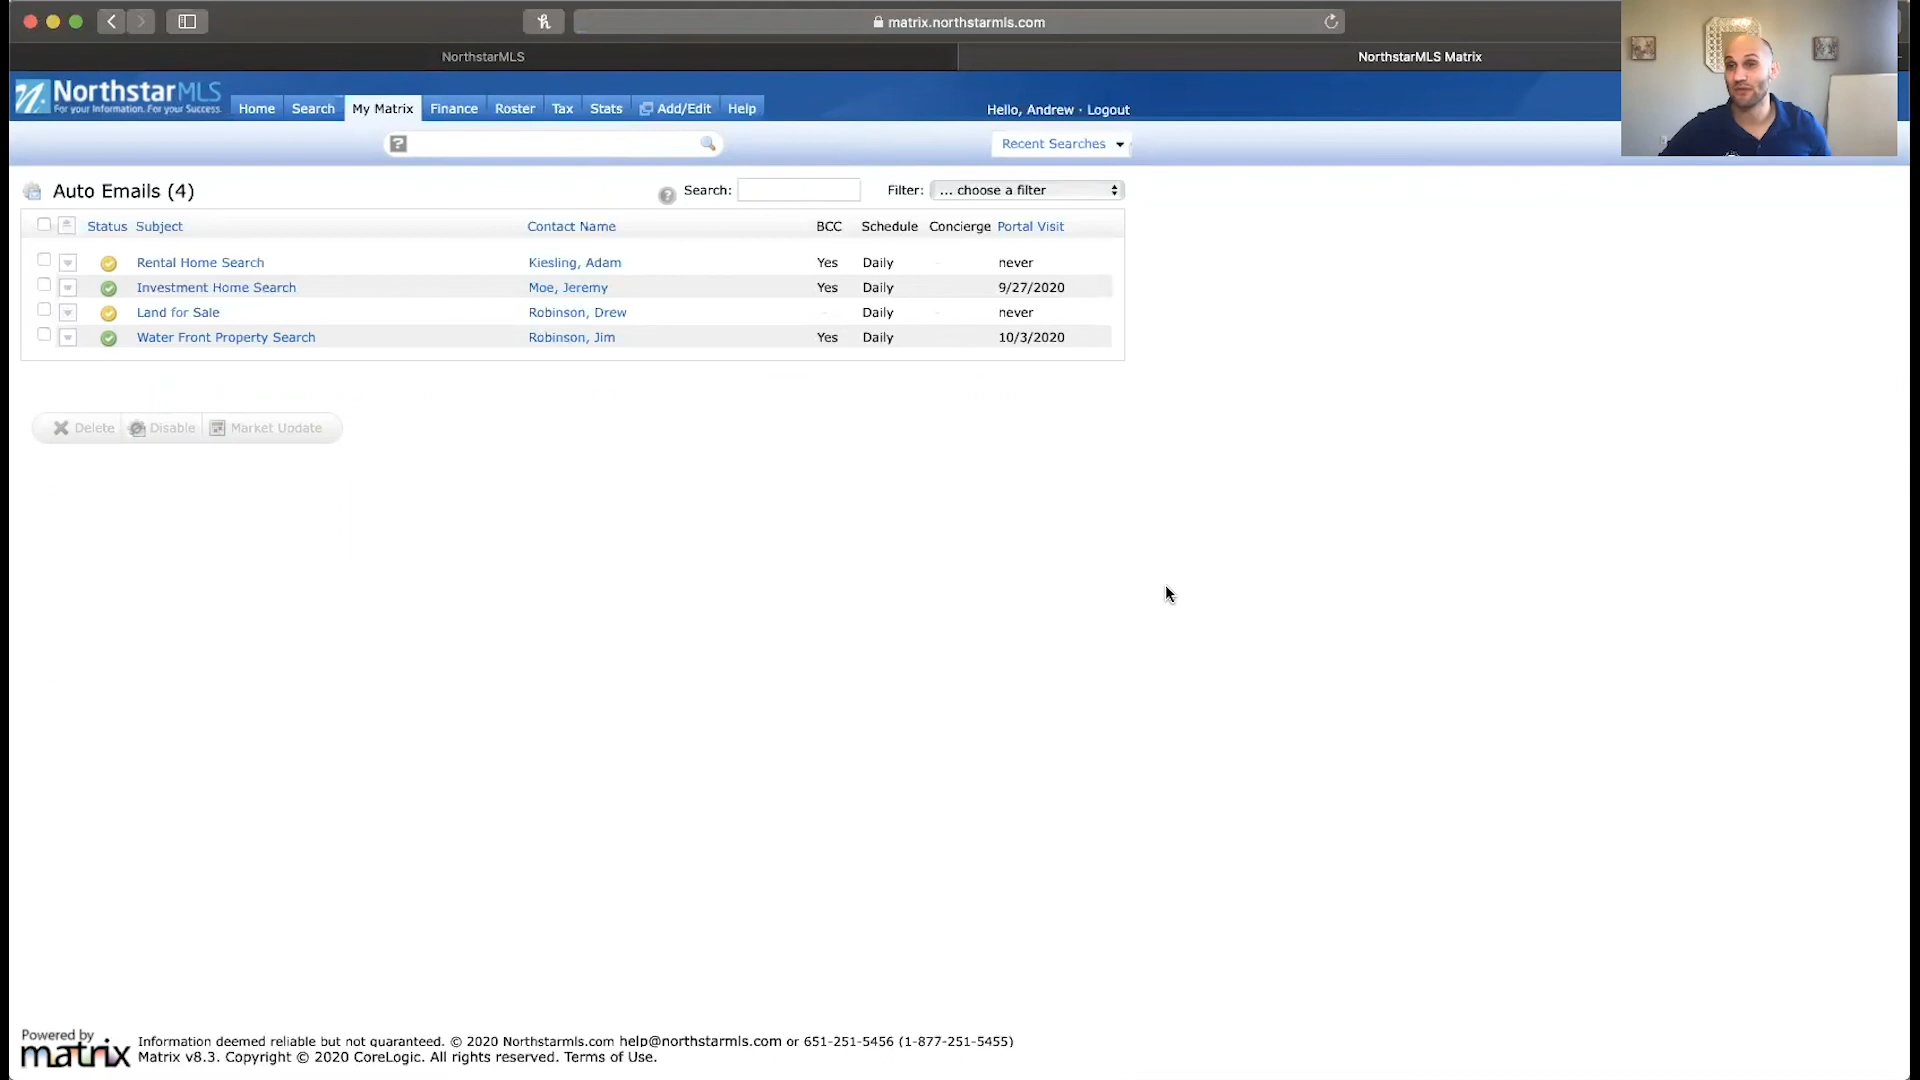 matrix.northstarmls.com
NorthstarMLS
NorthstarMLS Matrix
NorthstarMLS
For your Information. For your Success.
Home Search My Matrix Finance Roster Tax Stats Add/Edit Help
Hello, Andrew · Logout
Recent Searches
Auto Emails (4)
Search:
Filter: ... choose a filter
Status Subject Contact Name BCC Schedule Concierge Portal Visit
Rental Home Search Kiesling, Adam Yes Daily - never
Investment Home Search Moe, Jeremy Yes Daily 9/27/2020
Land for Sale Robinson, Drew - Daily - never
Water Front Property Search Robinson, Jim Yes Daily 10/3/2020
Delete Disable Market Update
Powered by
matrix
Information deemed reliable but not guaranteed. © 2020 Northstarmls.com help@northstarmls.com or 651-251-5456 (1-877-251-5455)
Matrix v8.3. Copyright © 2020 CoreLogic. All rights reserved. Terms of Use.